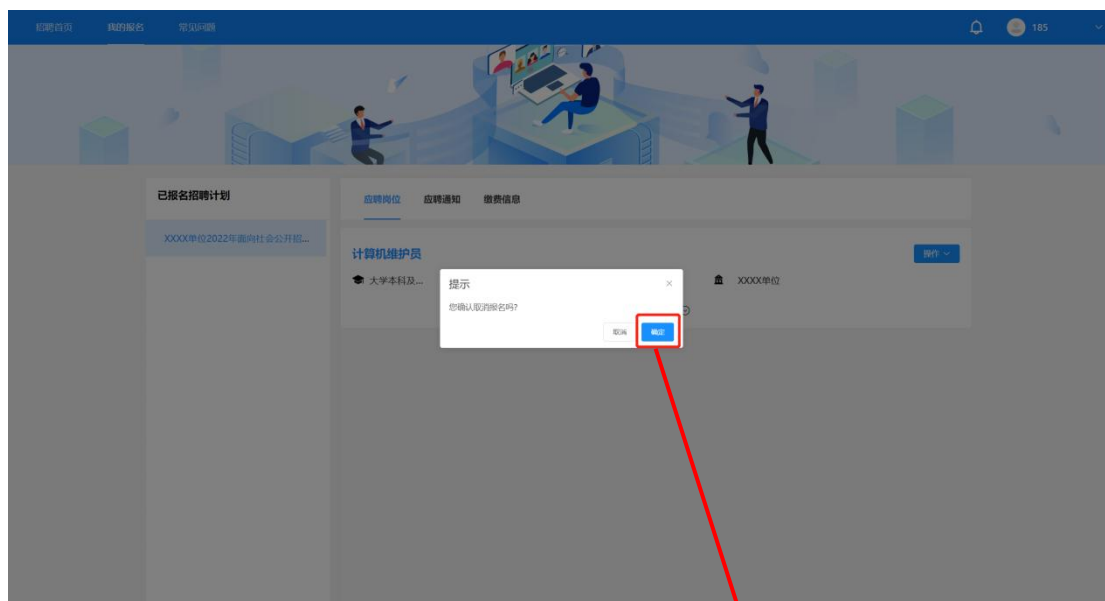 招聘首页 我的报名 常见问题 185
已报名招聘计划
应聘岗位 应聘通知 缴费信息
XXXX单位2022年面向社会公开招...
计算机维护员 操作
大学本科及... XXXX单位
提示
您确认取消报名吗?
取消 确定